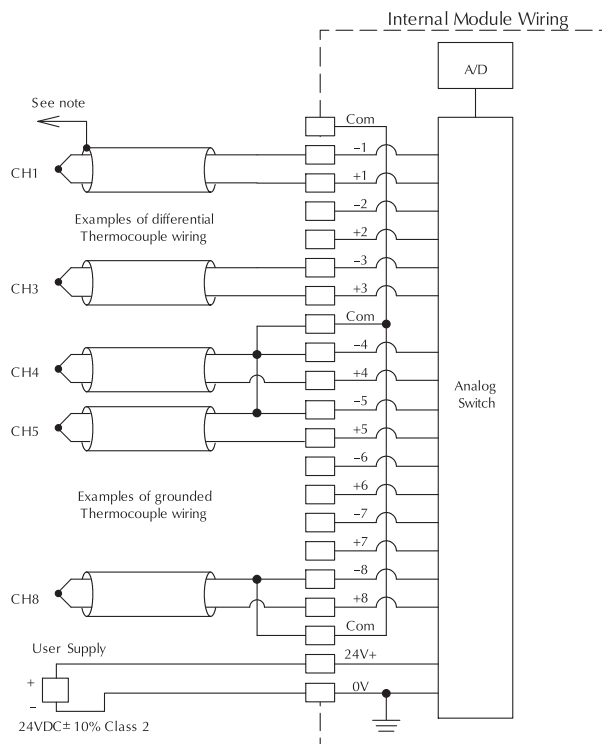 Internal Module Wiring
A/D
See note
Com
–1
CH1
+1
–2
Examples of differential
Thermocouple wiring
+2
–3
CH3
+3
Com
–4
CH4
+4
Analog
Switch
–5
CH5
+5
–6
Examples of grounded
Thermocouple wiring
+6
–7
+7
–8
CH8
+8
Com
User Supply
24V+
+
0V
–
24VDC± 10% Class 2